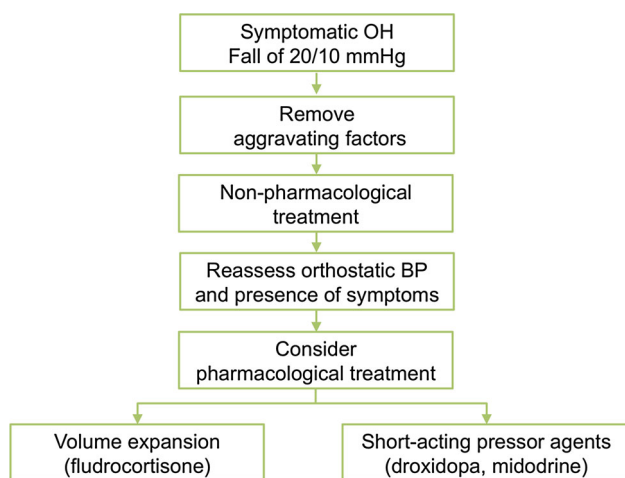 Symptomatic OH
Fall of 20/10 mmHg
Remove
aggravating factors
Non-pharmacological
treatment
Reassess orthostatic BP
and presence of symptoms
Consider
pharmacological treatment
Volume expansion
(fludrocortisone)
Short-acting pressor agents
(droxidopa, midodrine)